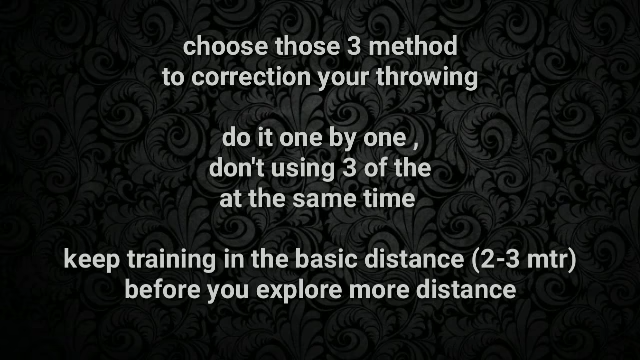 choose those 3 method
to correction your throwing
do it one by one ,
don't using 3 of the
at the same time
keep training in the basic distance (2-3 mtr)
before you explore more distance